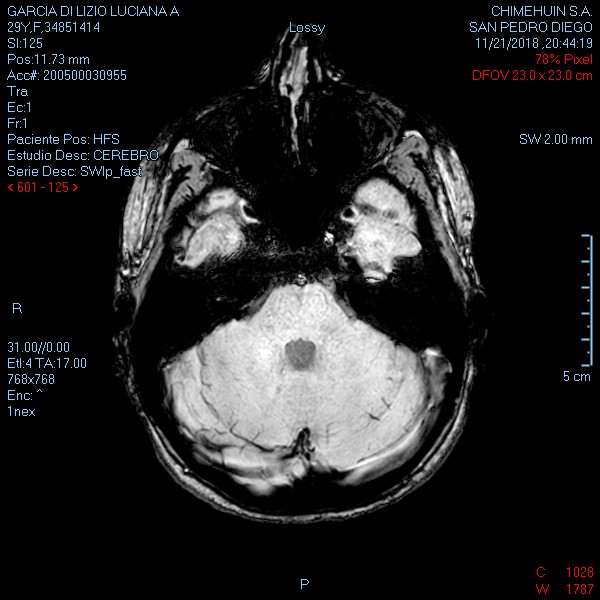 GARCIA DI LIZIO LUCIANA A
29Y,F,34851414
Sl:125
Pos:11.73 mm
Acc#: 200500030955
Tra
Ec:1
Fr:1
Paciente Pos: HFS
Estudio Desc: CEREBRO
Serie Desc: SWIp_fast
< 601 - 125 >
Lossy
CHIMEHUIN S.A.
SAN PEDRO DIEGO
11/21/2018 ,20:44:19
78% Pixel
DFOV 23.0 x 23.0 cm
SW 2.00 mm
R
31.00//0.00
Etl:4 TA:17.00
768x768
Enc: ^
1nex
5 cm
P
C 1028
W 1787